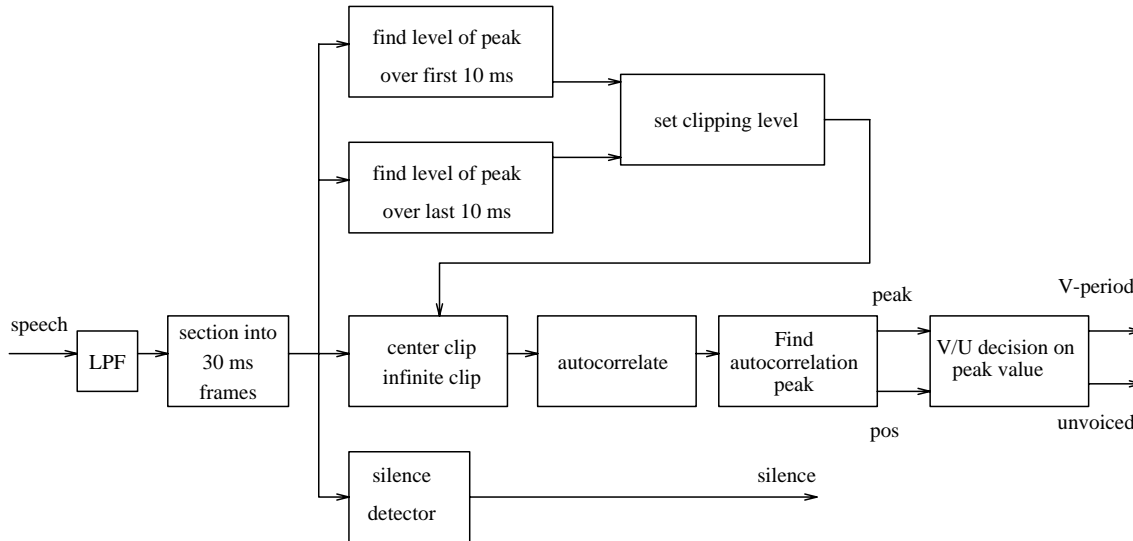 find level of peak
over first 10 ms
set clipping level
find level of peak
over last 10 ms
speech
LPF
section into
30 ms
frames
center clip
infinite clip
autocorrelate
Find
autocorrelation
peak
peak
pos
V/U decision on
peak value
V-period
unvoiced
silence
detector
silence